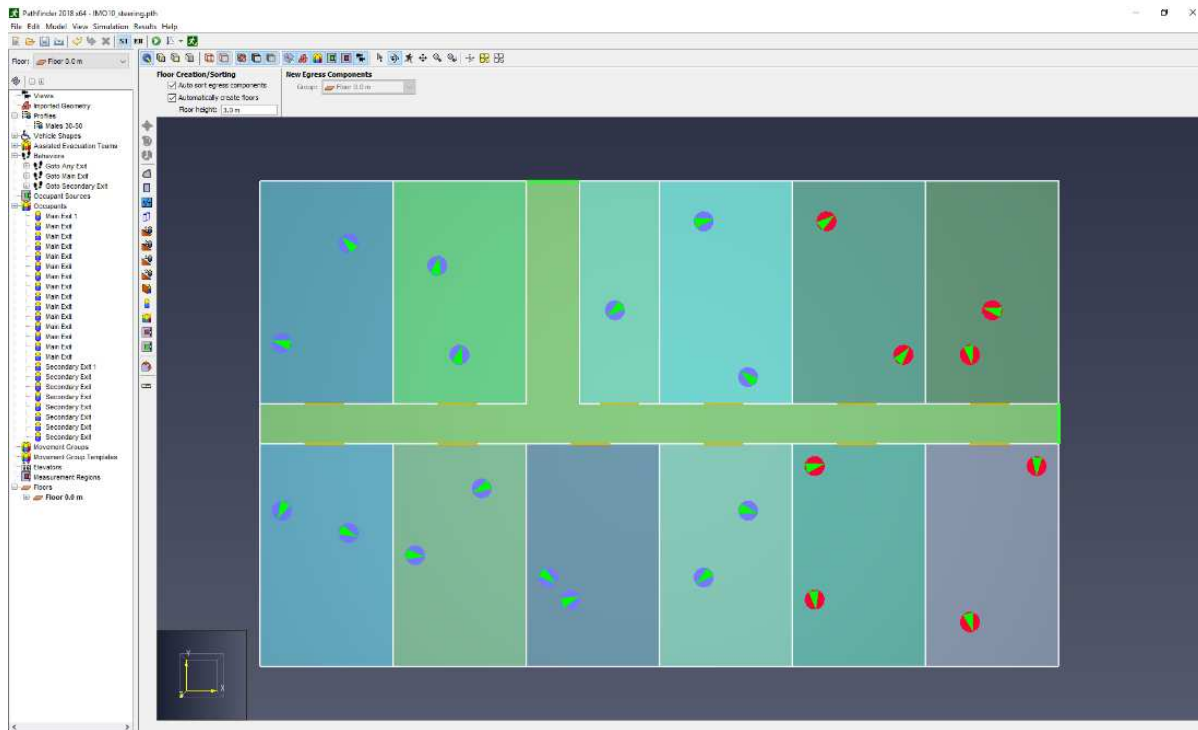 Pathfinder 2018 x64 - IMO10_steering.pth
File Edit Model View Simulation Results Help
Floor: Floor 0.0 m
Floor Creation/Sorting
Auto sort egress components
Automatically create floors
Floor height: 3.0 m
New Egress Components
Group: Floor 0.0 m
Views
Imported Geometry
Profiles
Males 30-50
Vehicle Shapes
Assisted Evacuation Teams
Behaviors
Goto Any Exit
Goto Main Exit
Goto Secondary Exit
Occupant Sources
Occupants
Main Exit 1
Main Exit
Main Exit
Main Exit
Main Exit
Main Exit
Main Exit
Main Exit
Main Exit
Main Exit
Main Exit
Main Exit
Main Exit
Main Exit
Main Exit
Secondary Exit 1
Secondary Exit
Secondary Exit
Secondary Exit
Secondary Exit
Secondary Exit
Secondary Exit
Secondary Exit
Movement Groups
Movement Group Templates
Elevators
Measurement Regions
Floors
Floor 0.0 m
Y
X